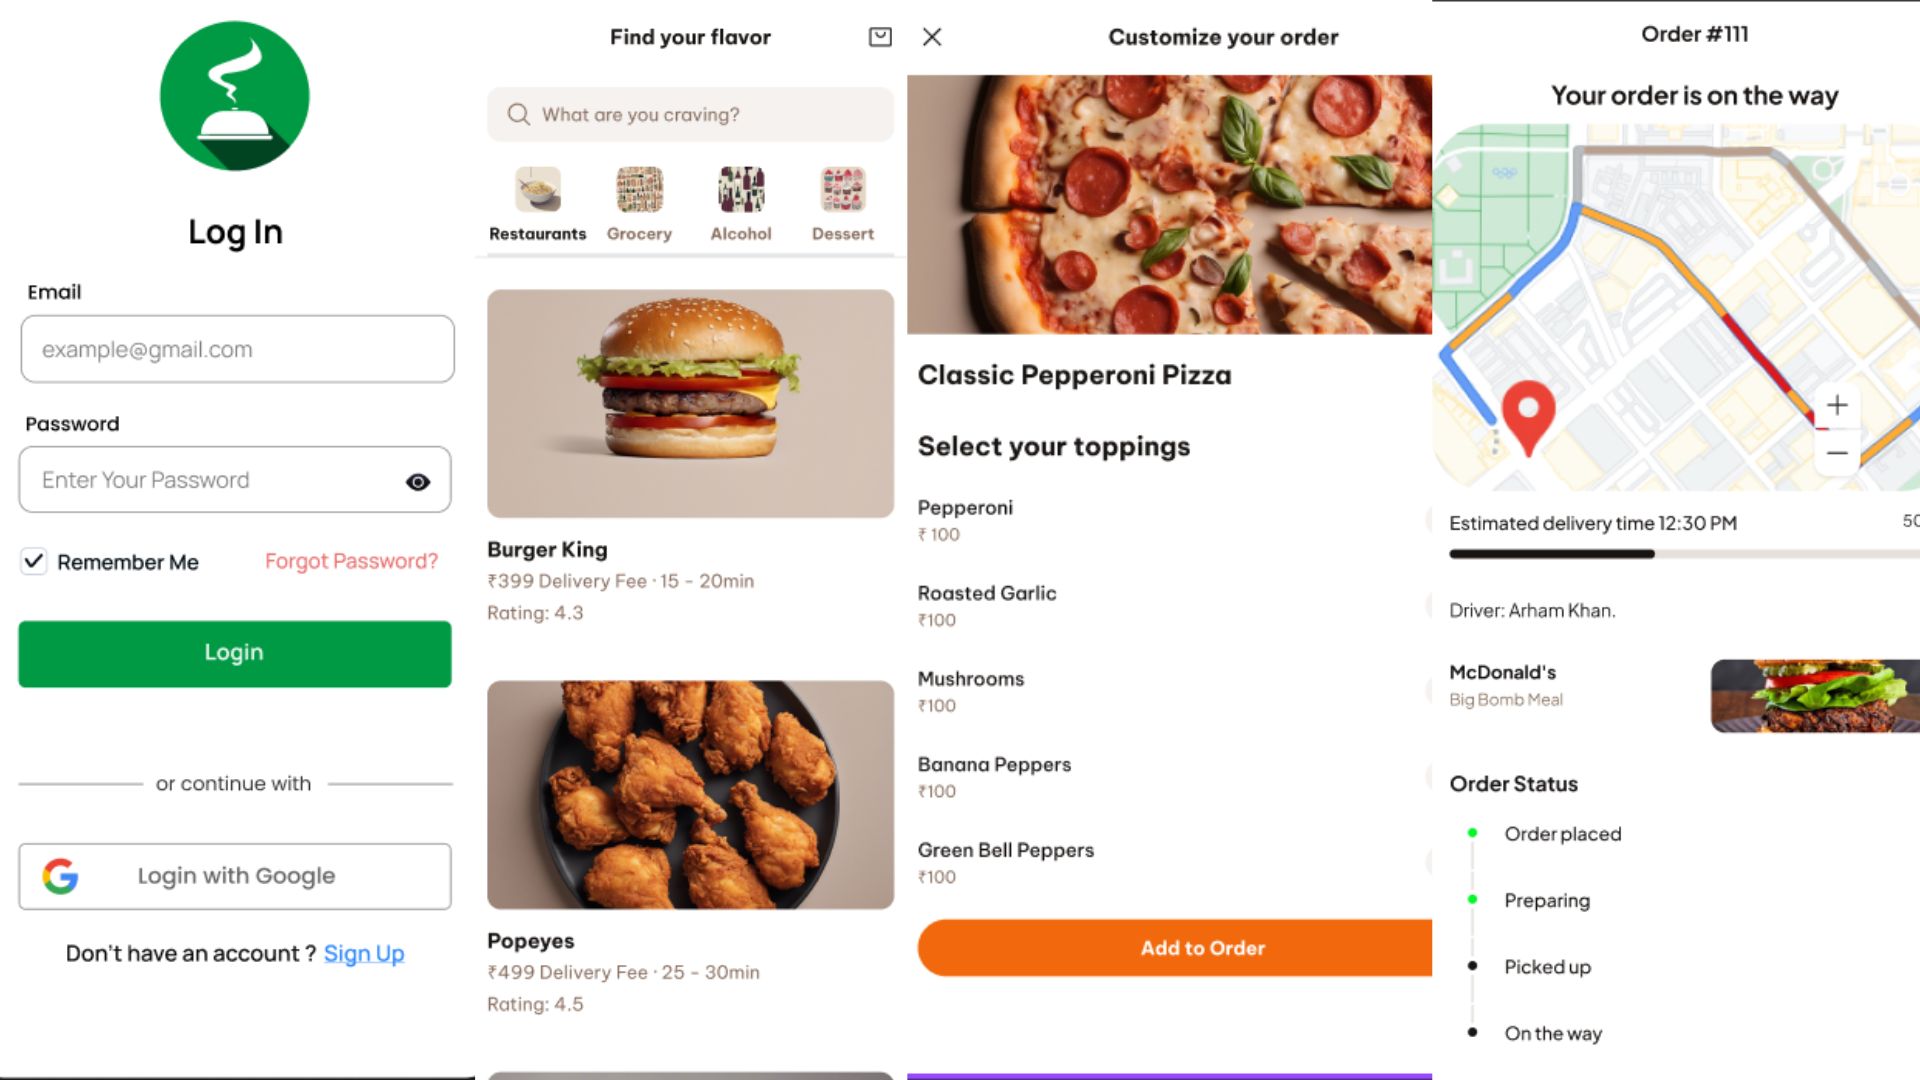 Log In
Email
example@gmail.com
Password
Enter Your Password
Remember Me
Forgot Password?
Login
or continue with
Login with Google
Don't have an account ? Sign Up
Find your flavor
What are you craving?
Restaurants
Grocery
Alcohol
Dessert
Burger King
₹399 Delivery Fee · 15 - 20min
Rating: 4.3
Popeyes
₹499 Delivery Fee · 25 - 30min
Rating: 4.5
Customize your order
Classic Pepperoni Pizza
Select your toppings
Pepperoni
₹ 100
Roasted Garlic
₹100
Mushrooms
₹100
Banana Peppers
₹100
Green Bell Peppers
₹100
Add to Order
Order #111
Your order is on the way
Estimated delivery time 12:30 PM
Driver: Arham Khan.
McDonald's
Big Bomb Meal
Order Status
Order placed
Preparing
Picked up
On the way